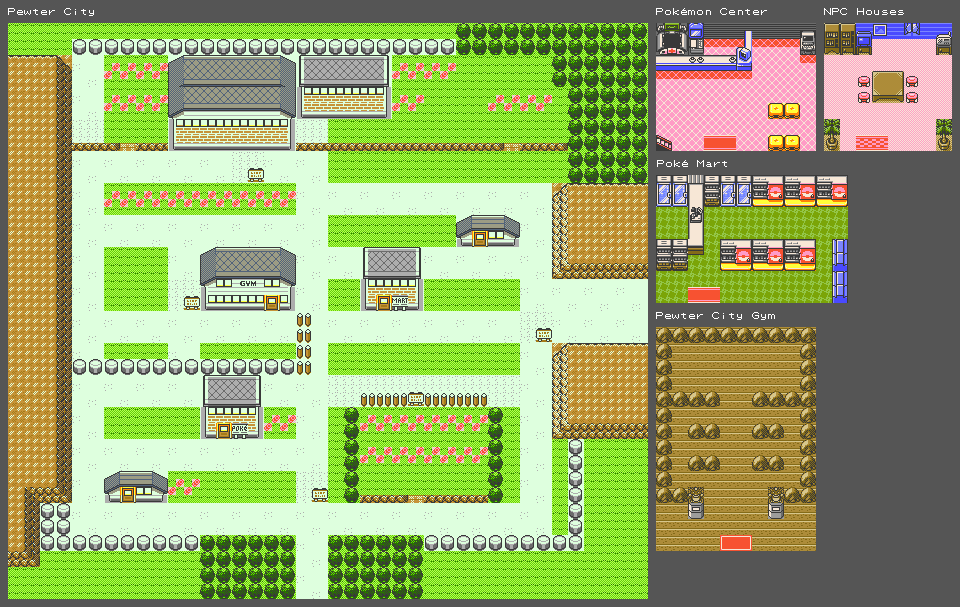 Pewter City
Pokémon Center
NPC Houses
Poké Mart
GYM
MART
Pewter City Gym
POKé